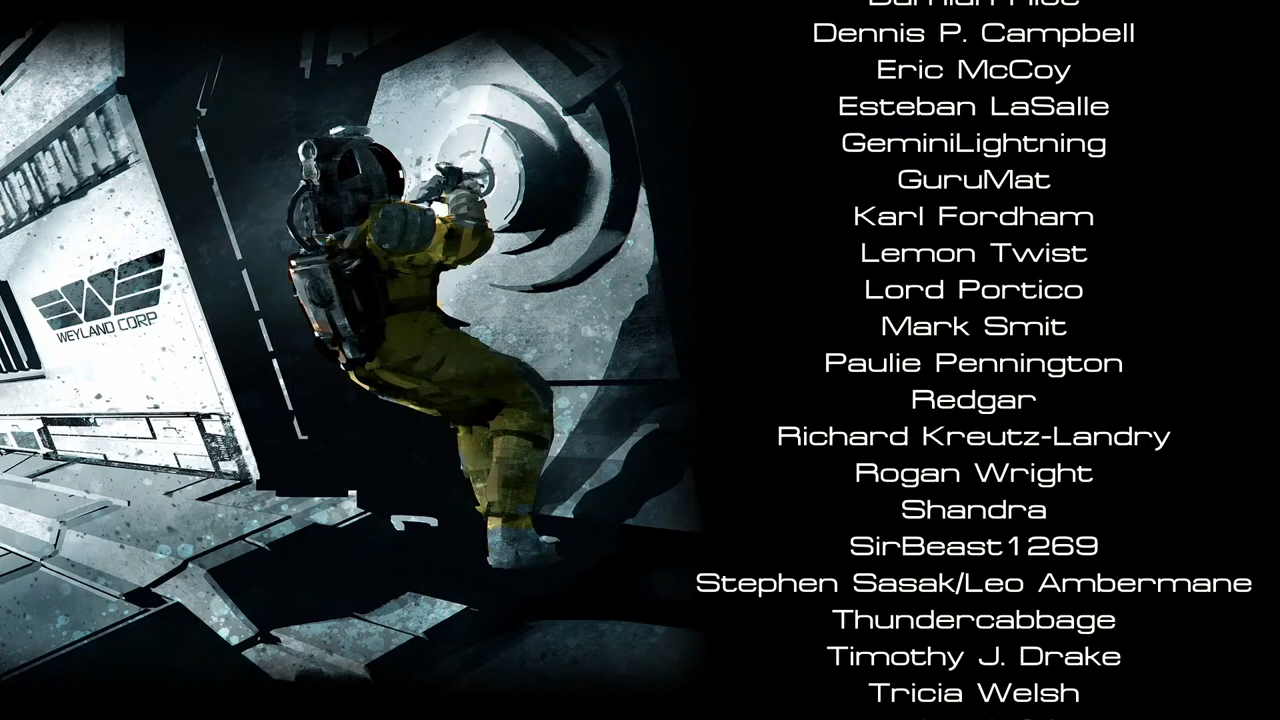 WEYLAND CORP
Dennis P. Campbell
Eric McCoy
Esteban LaSalle
GeminiLightning
GuruMat
Karl Fordham
Lemon Twist
Lord Portico
Mark Smit
Paulie Pennington
Redgar
Richard Kreutz-Landry
Rogan Wright
Shandra
SirBeast1269
Stephen Sasak/Leo Ambermane
Thundercabbage
Timothy J. Drake
Tricia Welsh